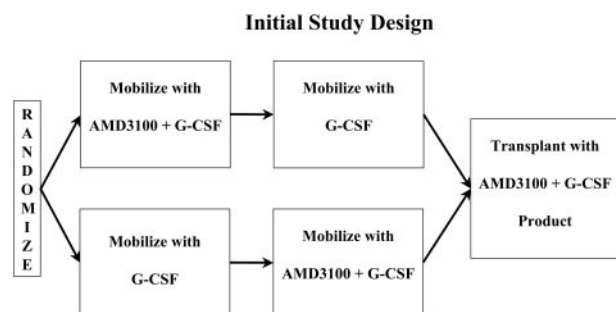 Initial Study Design
RANDOMIZE
Mobilize with
AMD3100 + G-CSF
Mobilize with
G-CSF
Mobilize with
G-CSF
Mobilize with
AMD3100 + G-CSF
Transplant with
AMD3100 + G-CSF
Product